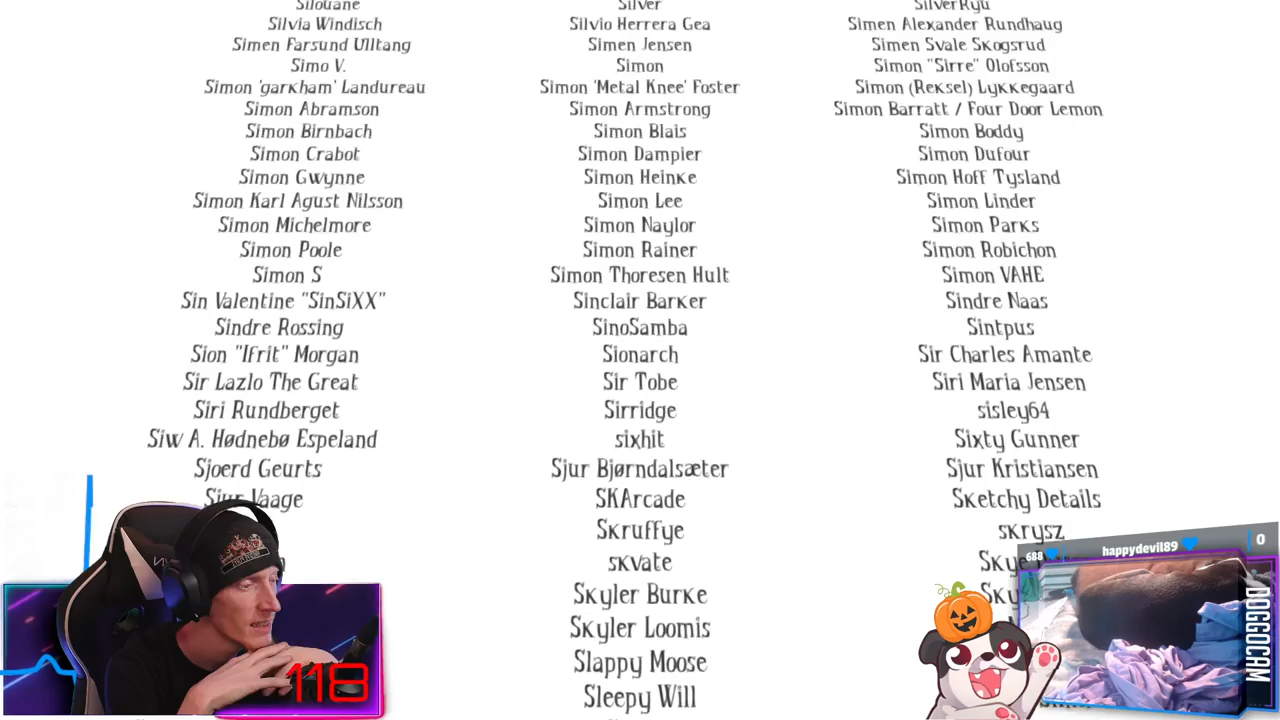 Silouane Silver SilverRyu
Silvia Windisch Silvio Herrera Gea Simen Alexander Rundhaug
Simen Farsund Ulltang Simen Jensen Simen Svale Skogsrud
Simo V. Simon Simon "Sirre" Olofsson
Simon 'garkham' Landureau Simon 'Metal Knee' Foster Simon (Reksel) Lykkegaard
Simon Abramson Simon Armstrong Simon Barratt / Four Door Lemon
Simon Birnbach Simon Blais Simon Boddy
Simon Crabot Simon Dampier Simon Dufour
Simon Gwynne Simon Heinke Simon Hoff Tysland
Simon Karl Agust Nilsson Simon Lee Simon Linder
Simon Michelmore Simon Naylor Simon Parks
Simon Poole Simon Rainer Simon Robichon
Simon S Simon Thoresen Hult Simon VAHE
Sin Valentine "SinSiXX" Sinclair Barker Sindre Naas
Sindre Rossing SinoSamba Sintpus
Sion "Ifrit" Morgan Sionarch Sir Charles Amante
Sir Lazlo The Great Sir Tobe Siri Maria Jensen
Siri Rundberget Sirridge sisley64
Siw A. Hødnebø Espeland sixhit Sixty Gunner
Sjoerd Geurts Sjur Bjørndalsæter Sjur Kristiansen
Sjur Vaage SKArcade Sketchy Details
Skruffye skrysz
skvate
Skyler Burke
Skyler Loomis
Slappy Moose
Sleepy Will
688 happydevil89 0
DOGGOCAM
118